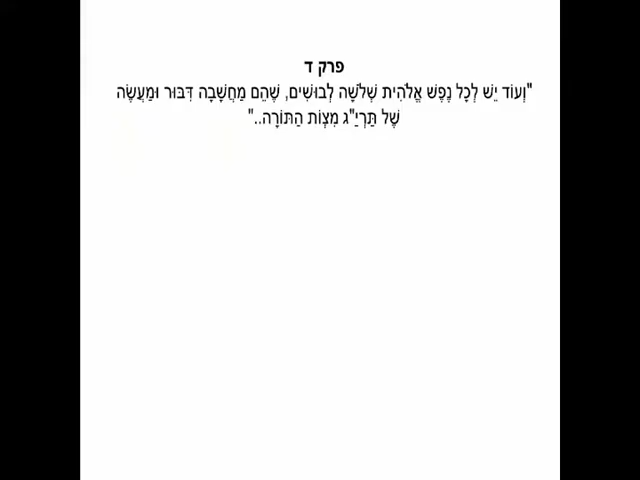 פרק ד
"וְעוֹד יֵשׁ לְכָל נֶפֶשׁ אֱלֹהִית שְׁלֹשָׁה לְבוּשִׁים, שֶׁהֵם מַחֲשָׁבָה דִּבּוּר וּמַעֲשֶׂה
שֶׁל תַּרְיַ"ג מִצְוֹת הַתּוֹרָה.."